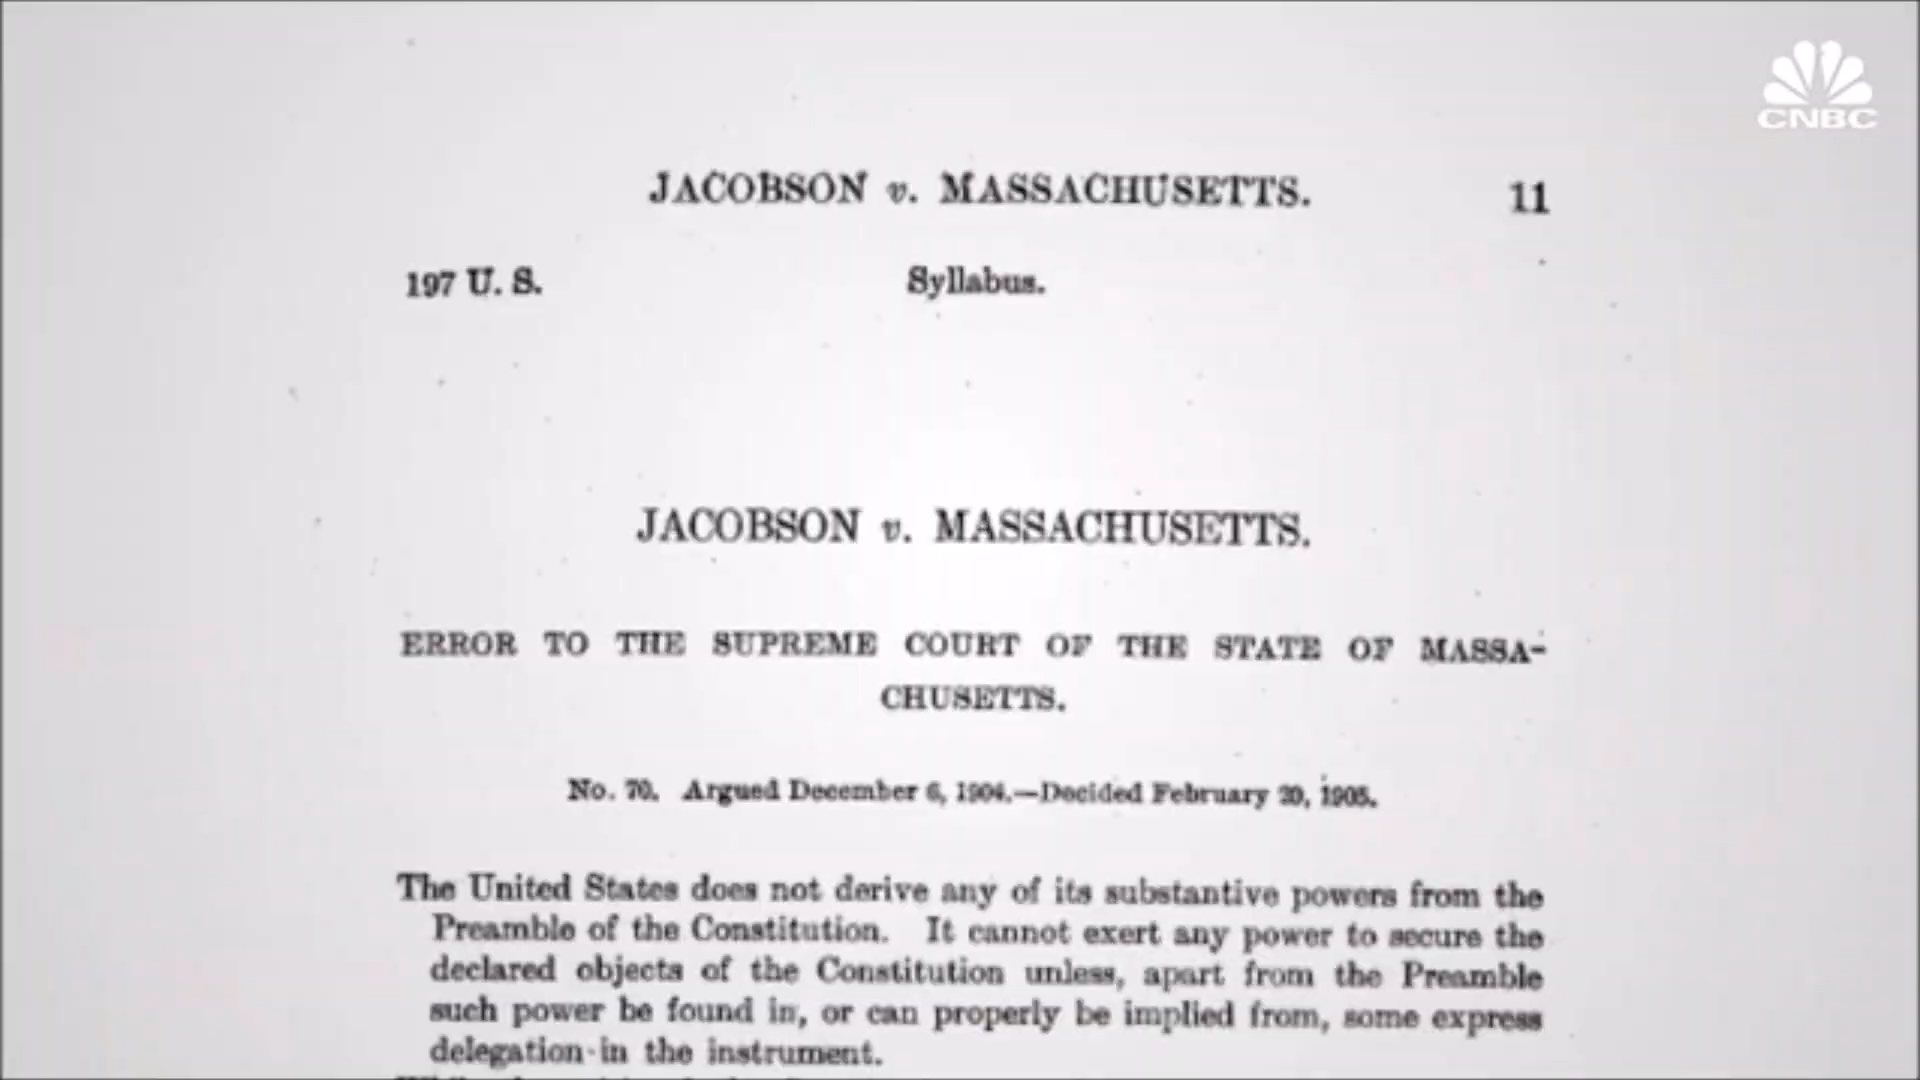 CNBC
JACOBSON v. MASSACHUSETTS. 11
197 U. S. Syllabus.
JACOBSON v. MASSACHUSETTS.
ERROR TO THE SUPREME COURT OF THE STATE OF MASSA-
CHUSETTS.
No. 70. Argued December 6, 1904.—Decided February 20, 1905.
The United States does not derive any of its substantive powers from the
Preamble of the Constitution. It cannot exert any power to secure the
declared objects of the Constitution unless, apart from the Preamble
such power be found in, or can properly be implied from, some express
delegation in the instrument.